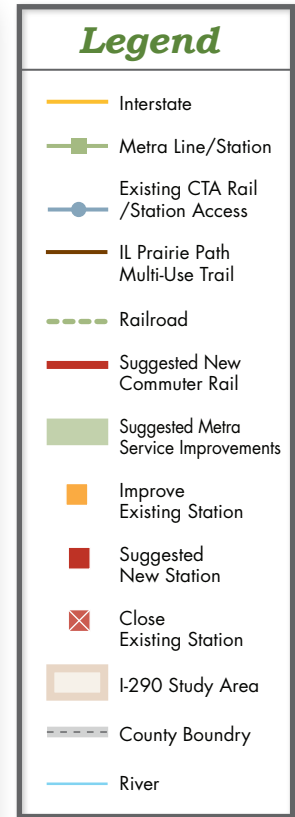 Legend
Interstate
Metra Line/Station
Existing CTA Rail
/Station Access
IL Prairie Path
Multi-Use Trail
Railroad
Suggested New
Commuter Rail
Suggested Metra
Service Improvements
Improve
Existing Station
Suggested
New Station
Close
Existing Station
I-290 Study Area
County Boundry
River